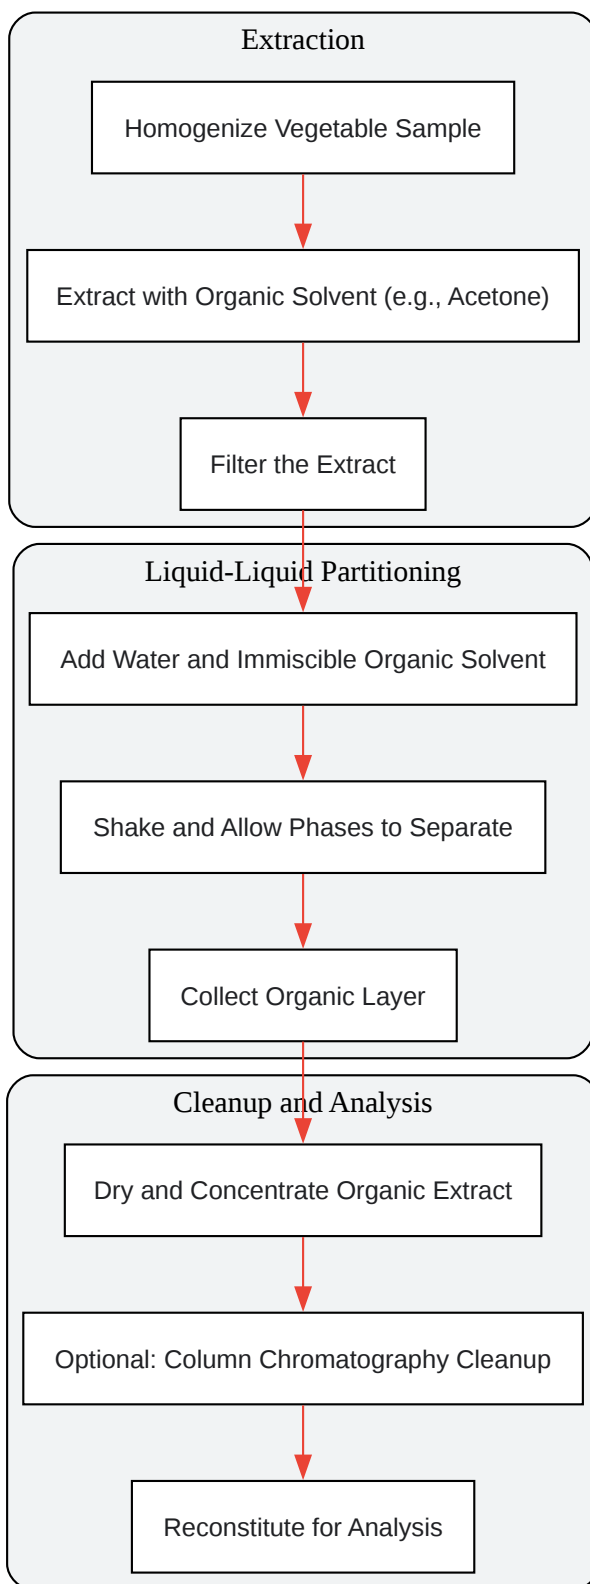 Extraction
Homogenize Vegetable Sample
Extract with Organic Solvent (e.g., Acetone)
Filter the Extract
Liquid-Liquid Partitioning
Add Water and Immiscible Organic Solvent
Shake and Allow Phases to Separate
Collect Organic Layer
Cleanup and Analysis
Dry and Concentrate Organic Extract
Optional: Column Chromatography Cleanup
Reconstitute for Analysis